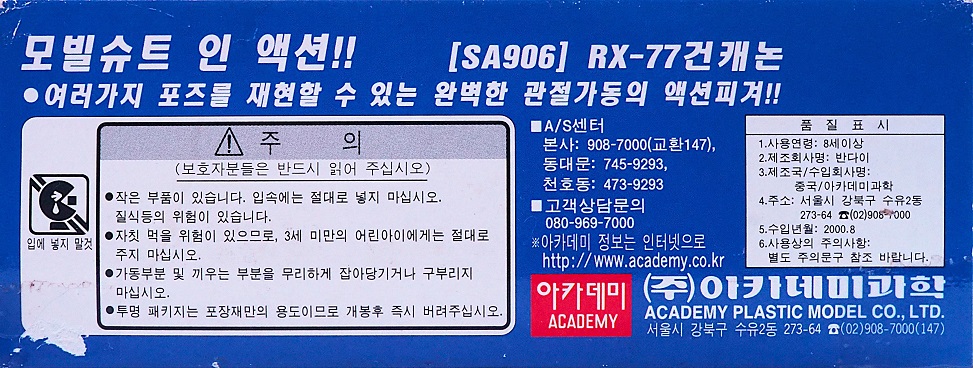 모빌슈트 인 액션!! [SA906] RX-77건캐논
●여러가지 포즈를 재현할 수 있는 완벽한 관절가동의 액션피겨!!
입에 넣지 말것
주 의
(보호자분들은 반드시 읽어 주십시오)
●작은 부품이 있습니다. 입속에는 절대로 넣지 마십시오.
질식등의 위험이 있습니다.
●자칫 먹을 위험이 있으므로, 3세 미만의 어린아이에게는 절대로
주지 마십시오.
●가동부분 및 끼우는 부분을 무리하게 잡아당기거나 구부리지
마십시오.
●투명 패키지는 포장재만의 용도이므로 개봉후 즉시 버려주십시오.
■A/S센터
본사: 908-7000(교환147),
동대문: 745-9293,
천호동: 473-9293
■고객상담문의
080-969-7000
※아카데미 정보는 인터넷으로
http://www.academy.co.kr
품 질 표 시
1.사용연령: 8세이상
2.제조회사명: 반다이
3.제조국/수입회사명:
중국/아카데미과학
4.주소: 서울시 강북구 수유2동
273-64 ☎(02)908-7000
5.수입년월: 2000.8
6.사용상의 주의사항:
별도 주의문구 참조 바랍니다.
아카데미
ACADEMY
(주)아카데미과학
ACADEMY PLASTIC MODEL CO., LTD.
서울시 강북구 수유2동 273-64 ☎(02)908-7000(147)